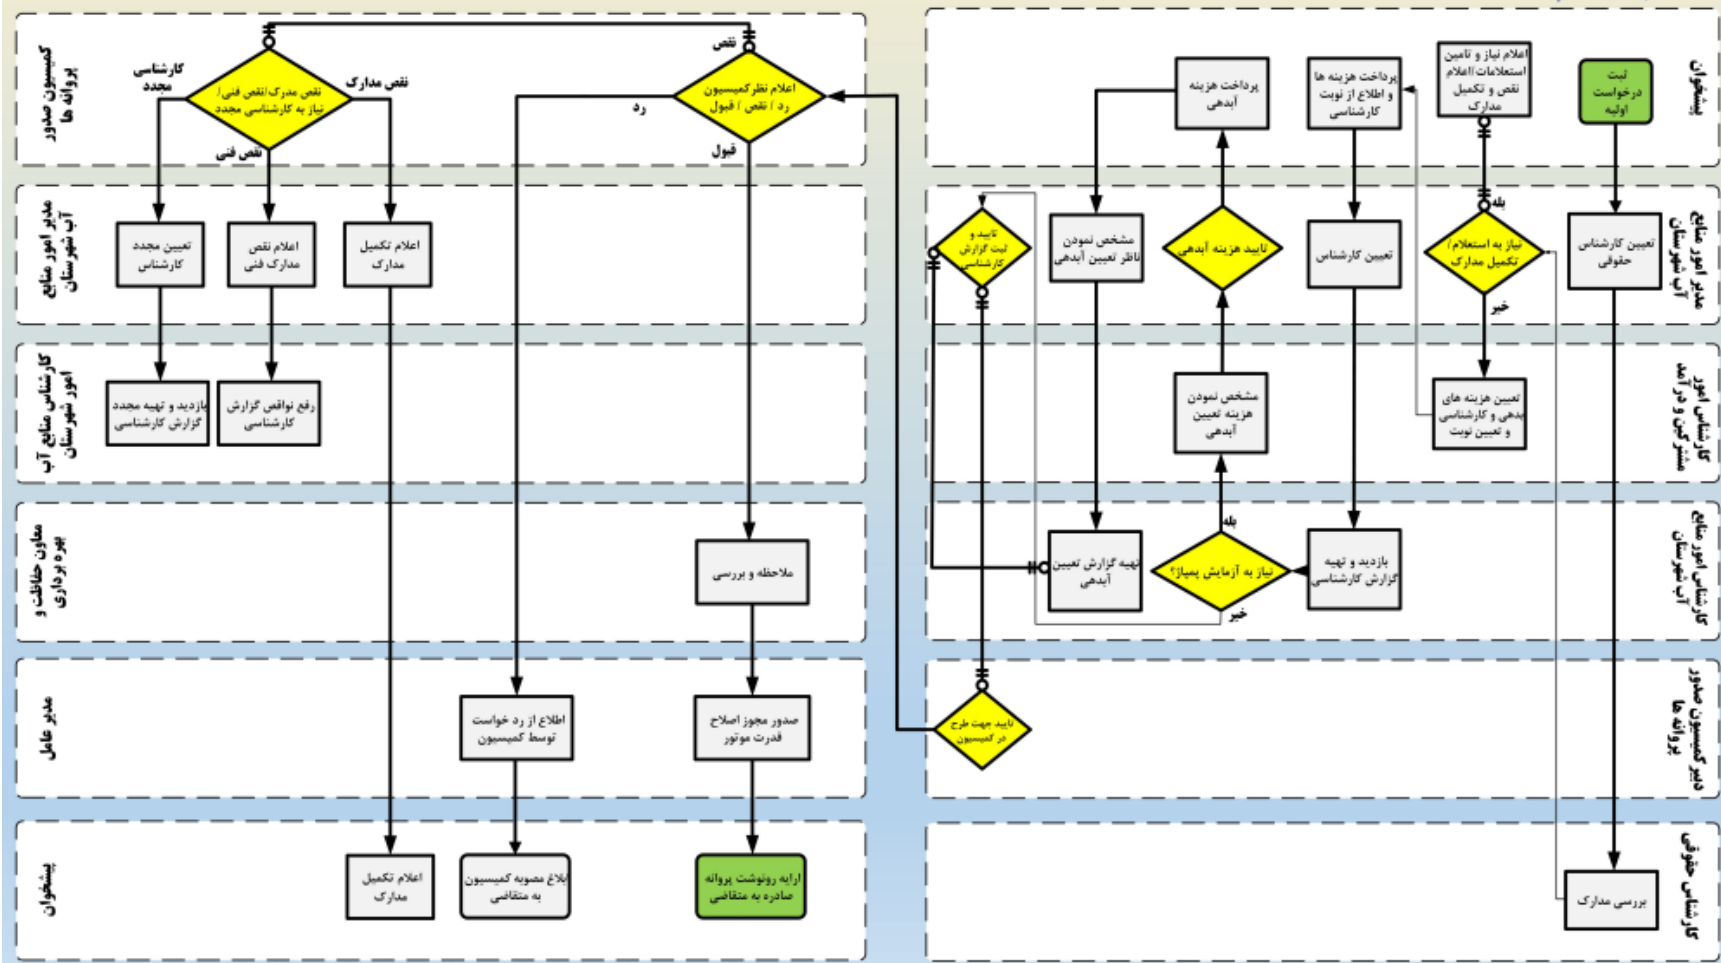 پیشخوان
ثبت
درخواست
اولیه
اعلام نیاز و تامین
استعلامات/اعلام
نقص و تکمیل
مدارک
پرداخت هزینه ها
و اطلاع از نوبت
کارشناسی
پرداخت هزینه
آبدهی
مدیر امور منابع
آب شهرستان
تعیین کارشناس
حقوقی
بله
نیاز به استعلام/
تکمیل مدارک
خیر
تعیین کارشناس
تایید هزینه آبدهی
مشخص نمودن
ناظر تعیین آبدهی
تایید و
ثبت گزارش
کارشناسی
کارشناس امور
مشترکین و درآمد
تعیین هزینه های
بدهی و کارشناسی
و تعیین نوبت
مشخص نمودن
هزینه تعیین
آبدهی
کارشناس امور منابع
آب شهرستان
بازدید و تهیه
گزارش کارشناسی
بله
نیاز به آزمایش پمپاژ؟
خیر
تهیه گزارش تعیین
آبدهی
دبیر کمیسیون صدور
پروانه ها
تایید جهت طرح
در کمیسیون
کارشناس حقوقی
بررسی مدارک
کمیسیون صدور
پروانه ها
نقص
اعلام نظر کمیسیون
رد / نقص / قبول
رد
قبول
نقص مدرک/نقص فنی/
نیاز به کارشناسی مجدد
نقص مدارک
کارشناسی
مجدد
نقص فنی
مدیر امور منابع
آب شهرستان
اعلام تکمیل
مدارک
اعلام نقص
مدارک فنی
تعیین مجدد
کارشناس
کارشناس منابع آب
امور شهرستان
رفع نواقص گزارش
کارشناسی
بازدید و تهیه مجدد
گزارش کارشناسی
معاون حفاظت و
بهره برداری
ملاحظه و بررسی
مدیر عامل
صدور مجوز اصلاح
قدرت موتور
اطلاع از رد خواست
توسط کمیسیون
پیشخوان
ارایه رونوشت پروانه
صادره به متقاضی
ابلاغ مصوبه کمیسیون
به متقاضی
اعلام تکمیل
مدارک